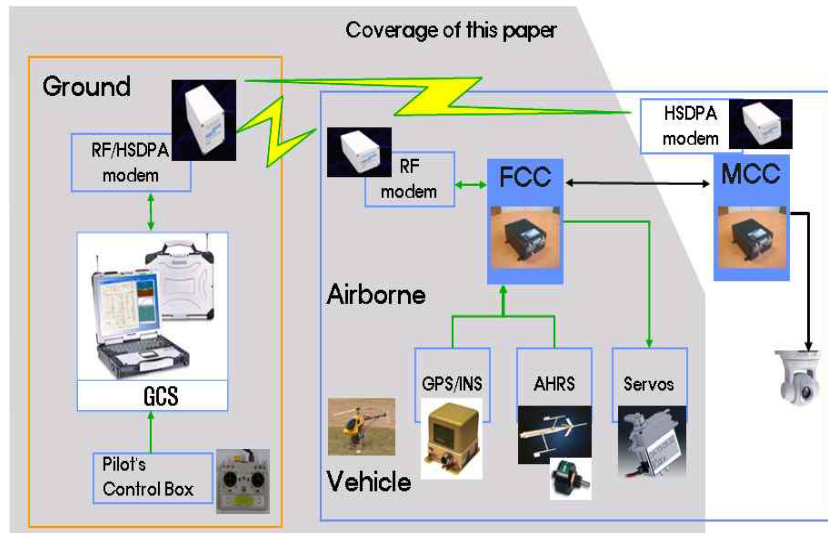 Coverage of this paper
Ground
RF/HSDPA
modem
GCS
Pilot's
Control Box
HSDPA
modem
RF
modem
FCC
MCC
Airborne
GPS/INS
AHRS
Servos
Vehicle